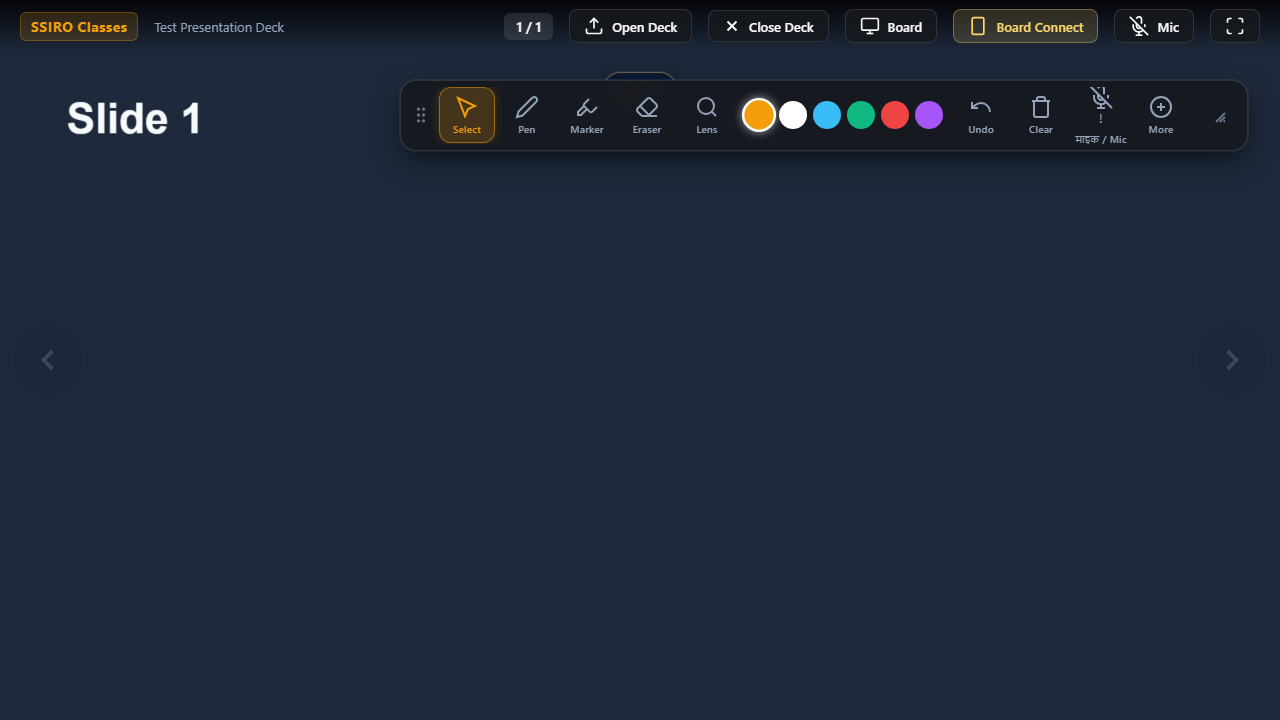 SSIRO Classes
Test Presentation Deck
1 / 1
Open Deck
Close Deck
Board
Board Connect
Mic
Slide 1
Select
Pen
Marker
Eraser
Lens
Undo
Clear
!
माइक / Mic
More